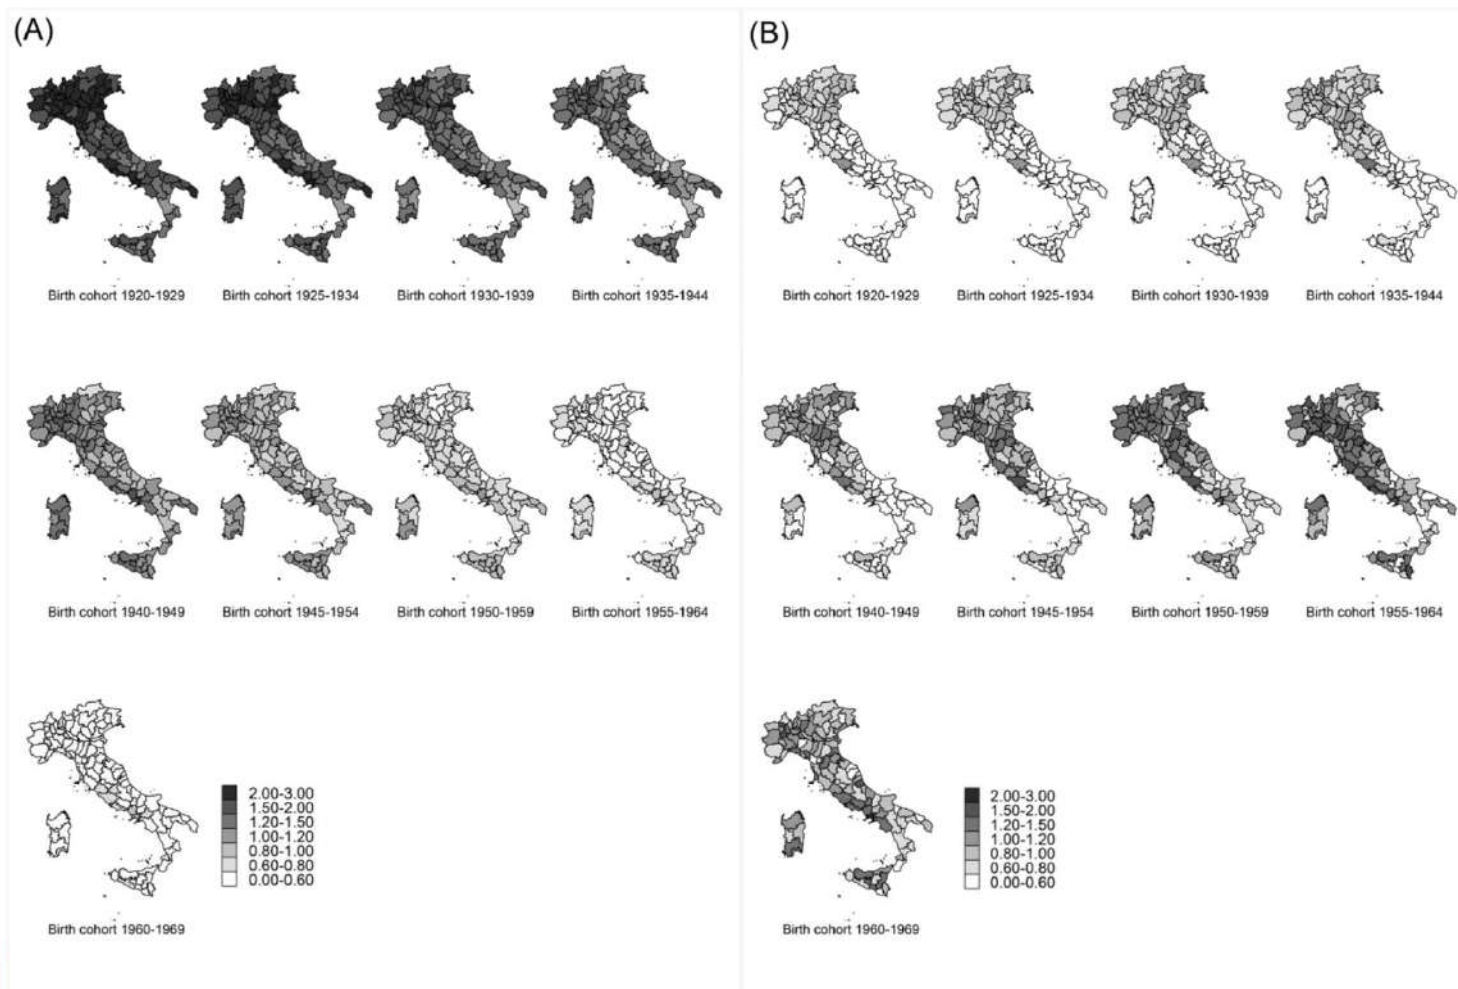 (A)
(B)
Birth cohort 1920-1929
Birth cohort 1925-1934
Birth cohort 1930-1939
Birth cohort 1935-1944
Birth cohort 1920-1929
Birth cohort 1925-1934
Birth cohort 1930-1939
Birth cohort 1935-1944
Birth cohort 1940-1949
Birth cohort 1945-1954
Birth cohort 1950-1959
Birth cohort 1955-1964
Birth cohort 1940-1949
Birth cohort 1945-1954
Birth cohort 1950-1959
Birth cohort 1955-1964
2.00-3.00
1.50-2.00
1.20-1.50
1.00-1.20
0.80-1.00
0.60-0.80
0.00-0.60
Birth cohort 1960-1969
2.00-3.00
1.50-2.00
1.20-1.50
1.00-1.20
0.80-1.00
0.60-0.80
0.00-0.60
Birth cohort 1960-1969